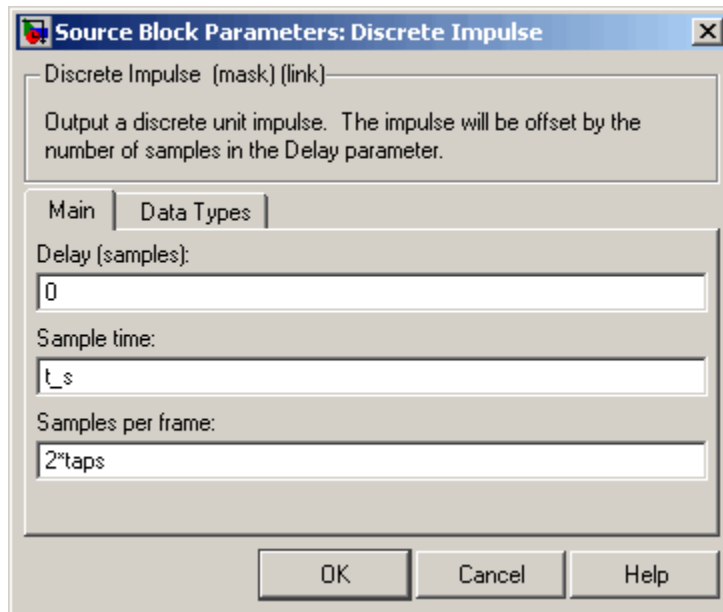 Source Block Parameters: Discrete Impulse
Discrete Impulse (mask) (link)
Output a discrete unit impulse. The impulse will be offset by the
number of samples in the Delay parameter.
Main Data Types
Delay (samples):
0
Sample time:
t_s
Samples per frame:
2*taps
OK Cancel Help